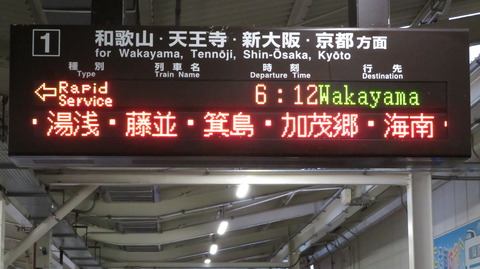 1 和歌山・天王寺・新大阪・京都方面
for Wakayama, Tennōji, Shin-Ōsaka, Kyōto
種別 列車名 時刻 行先
Type Train Name Departure Time Destination
←Rapid Service 6:12 Wakayama
・湯浅・藤並・箕島・加茂郷・海南・